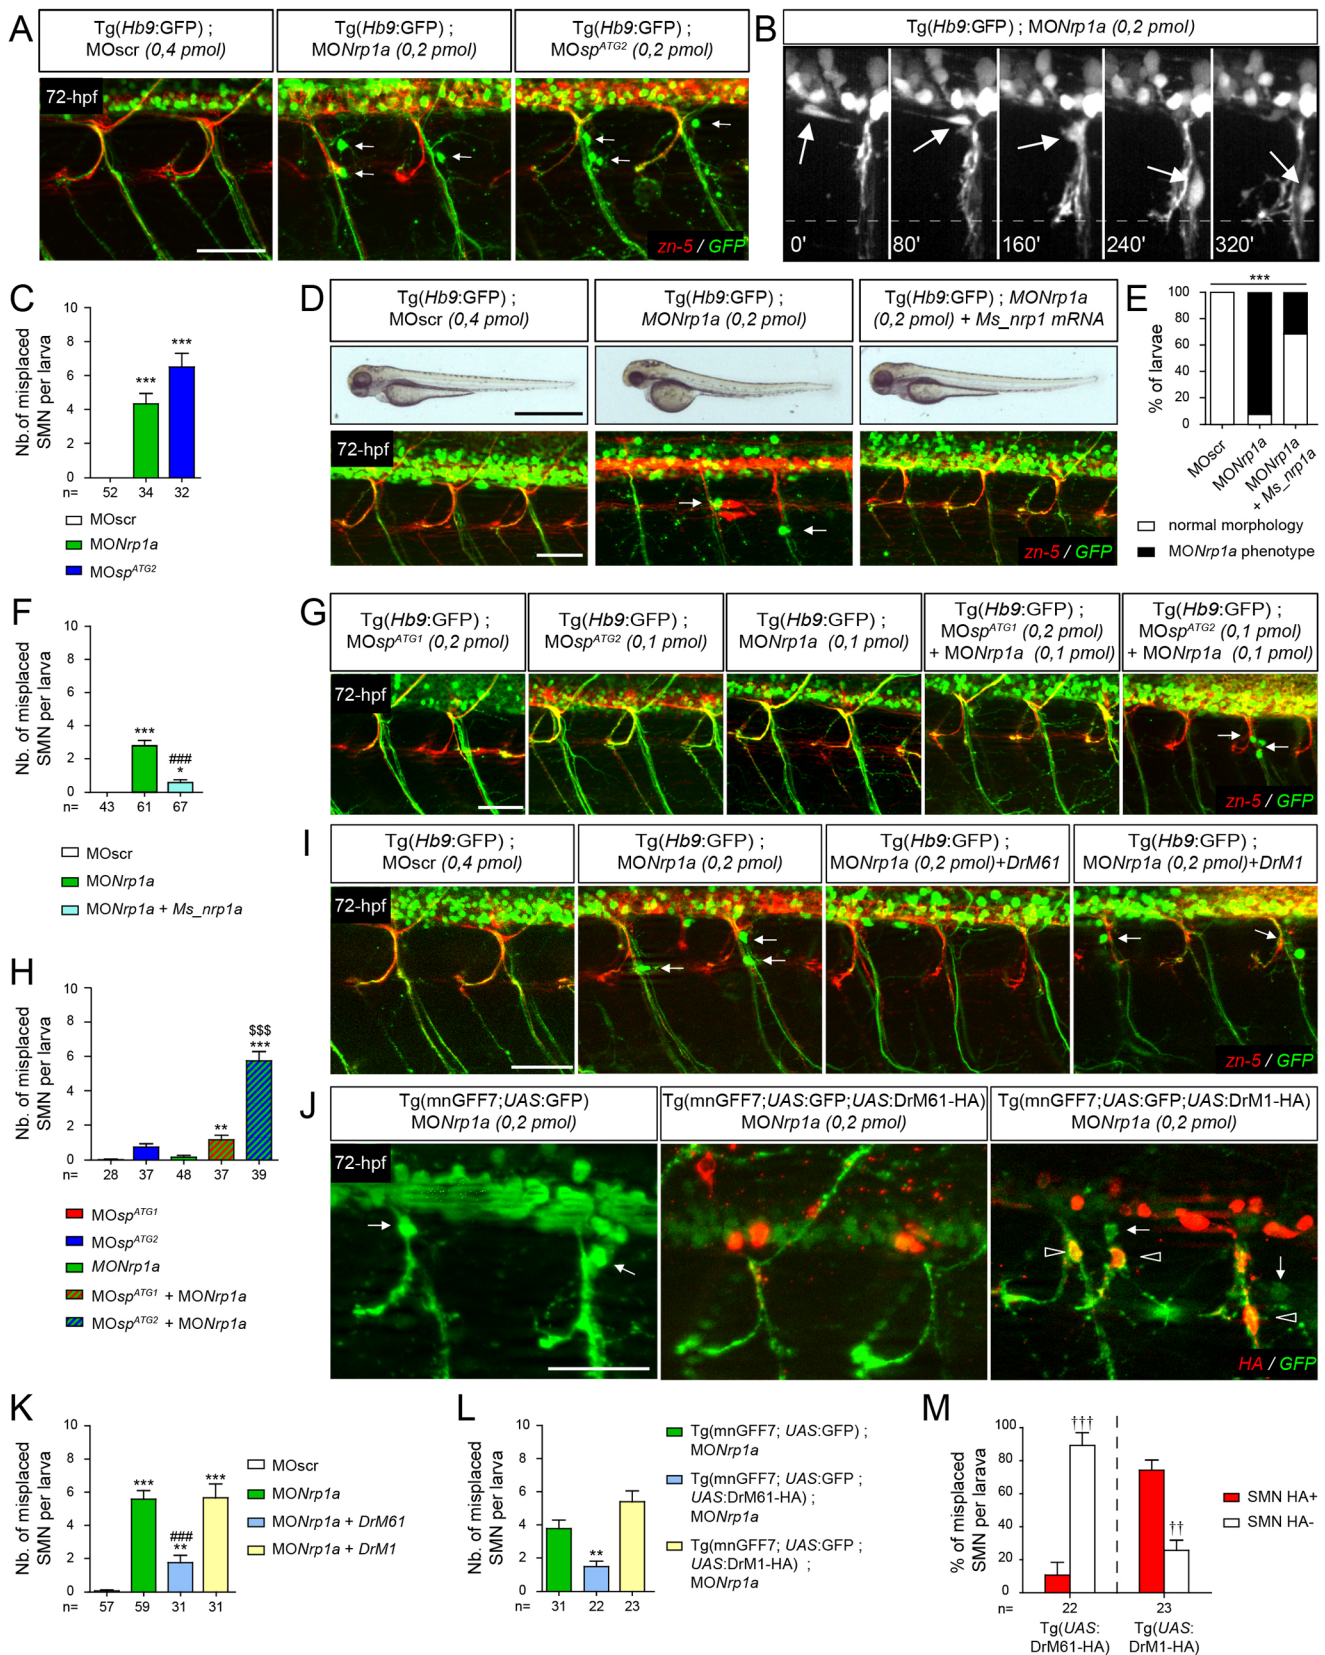 A
Tg(Hb9:GFP) ;
MOscr (0,4 pmol)
Tg(Hb9:GFP) ;
MONrp1a (0,2 pmol)
Tg(Hb9:GFP) ;
MOsp^ATG2 (0,2 pmol)
72-hpf
zn-5 / GFP
B
Tg(Hb9:GFP) ; MONrp1a (0,2 pmol)
0'
80'
160'
240'
320'
C
Nb.of misplaced
SMN per larva
10
8
6
4
2
0
***
***
n=
52
34
32
MOscr
MONrp1a
MOsp^ATG2
D
Tg(Hb9:GFP) ;
MOscr (0,4 pmol)
Tg(Hb9:GFP) ;
MONrp1a (0,2 pmol)
Tg(Hb9:GFP) ; MONrp1a
(0,2 pmol) + Ms_nrp1 mRNA
72-hpf
zn-5 / GFP
E
***
% of larvae
100
80
60
40
20
0
MOscr
MONrp1a
MONrp1a
+ Ms_nrp1a
normal morphology
MONrp1a phenotype
F
Nb. of misplaced
SMN per larva
10
8
6
4
2
0
***
###
*
n=
43
61
67
MOscr
MONrp1a
MONrp1a + Ms_nrp1a
G
Tg(Hb9:GFP) ;
MOsp^ATG1 (0,2 pmol)
Tg(Hb9:GFP) ;
MOsp^ATG2 (0,1 pmol)
Tg(Hb9:GFP) ;
MONrp1a (0,1 pmol)
Tg(Hb9:GFP) ;
MOsp^ATG1 (0,2 pmol)
+ MONrp1a (0,1 pmol)
Tg(Hb9:GFP) ;
MOsp^ATG2 (0,1 pmol)
+ MONrp1a (0,1 pmol)
72-hpf
zn-5 / GFP
H
Nb. of misplaced
SMN per larva
10
8
6
4
2
0
**
$$$
***
n=
28
37
48
37
39
MOsp^ATG1
MOsp^ATG2
MONrp1a
MOsp^ATG1 + MONrp1a
MOsp^ATG2 + MONrp1a
I
Tg(Hb9:GFP) ;
MOscr (0,4 pmol)
Tg(Hb9:GFP) ;
MONrp1a (0,2 pmol)
Tg(Hb9:GFP) ;
MONrp1a (0,2 pmol)+DrM61
Tg(Hb9:GFP) ;
MONrp1a (0,2 pmol)+DrM1
72-hpf
zn-5 / GFP
J
Tg(mnGFF7;UAS:GFP)
MONrp1a (0,2 pmol)
Tg(mnGFF7;UAS:GFP;UAS:DrM61-HA)
MONrp1a (0,2 pmol)
Tg(mnGFF7;UAS:GFP;UAS:DrM1-HA)
MONrp1a (0,2 pmol)
72-hpf
HA / GFP
K
Nb. of misplaced
SMN per larva
10
8
6
4
2
0
***
###
**
***
n=
57
59
31
31
MOscr
MONrp1a
MONrp1a + DrM61
MONrp1a + DrM1
L
Nb. of misplaced
SMN per larva
10
8
6
4
2
0
**
n=
31
22
23
Tg(mnGFF7; UAS:GFP) ;
MONrp1a
Tg(mnGFF7; UAS:GFP ;
UAS:DrM61-HA) ;
MONrp1a
Tg(mnGFF7; UAS:GFP ;
UAS:DrM1-HA) ;
MONrp1a
M
% of misplaced
SMN per larava
100
80
60
40
20
0
†††
††
n=
22
23
Tg(UAS:
DrM61-HA)
Tg(UAS:
DrM1-HA)
SMN HA+
SMN HA-